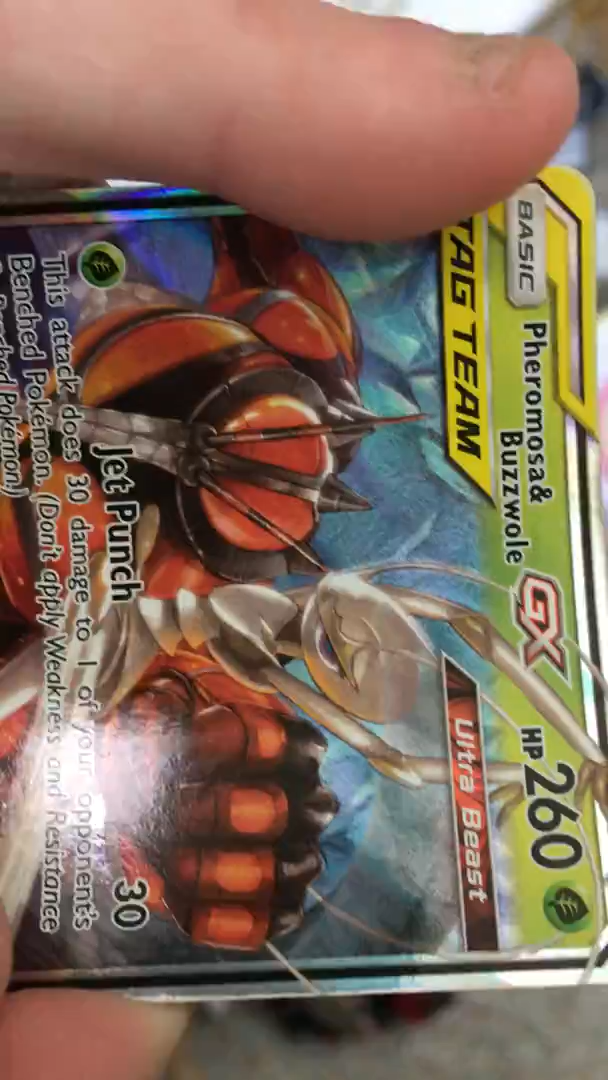 BASIC
Pheromosa&
Buzzwole GX
HP 260
TAG TEAM
Ultra Beast
Jet Punch 30
This attack does 30 damage to 1 of your opponent's
Benched Pokémon. (Don't apply Weakness and Resistance
Benched Pokémon.)